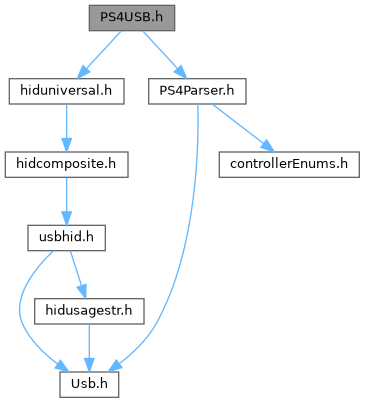 PS4USB.h
hiduniversal.h
PS4Parser.h
hidcomposite.h
controllerEnums.h
usbhid.h
hidusagestr.h
Usb.h